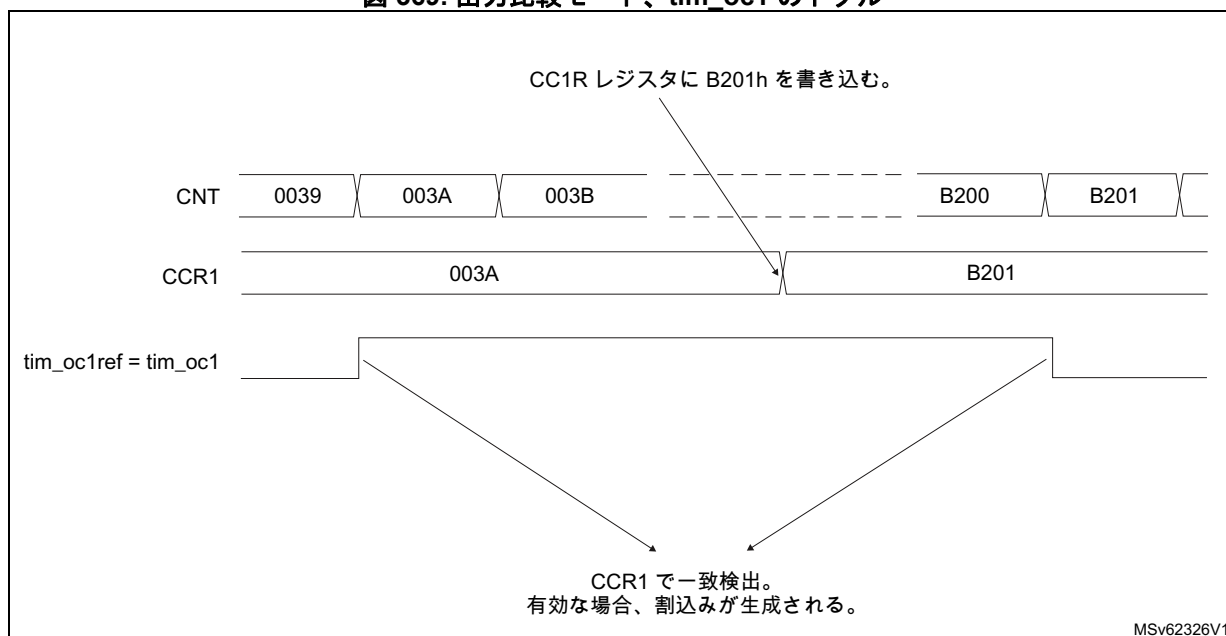 CC1R レジスタに B201h を書き込む。
CNT 0039 003A 003B B200 B201
CCR1 003A B201
tim_oc1ref = tim_oc1
CCR1 で一致検出。
有効な場合、割込みが生成される。
MSv62326V1